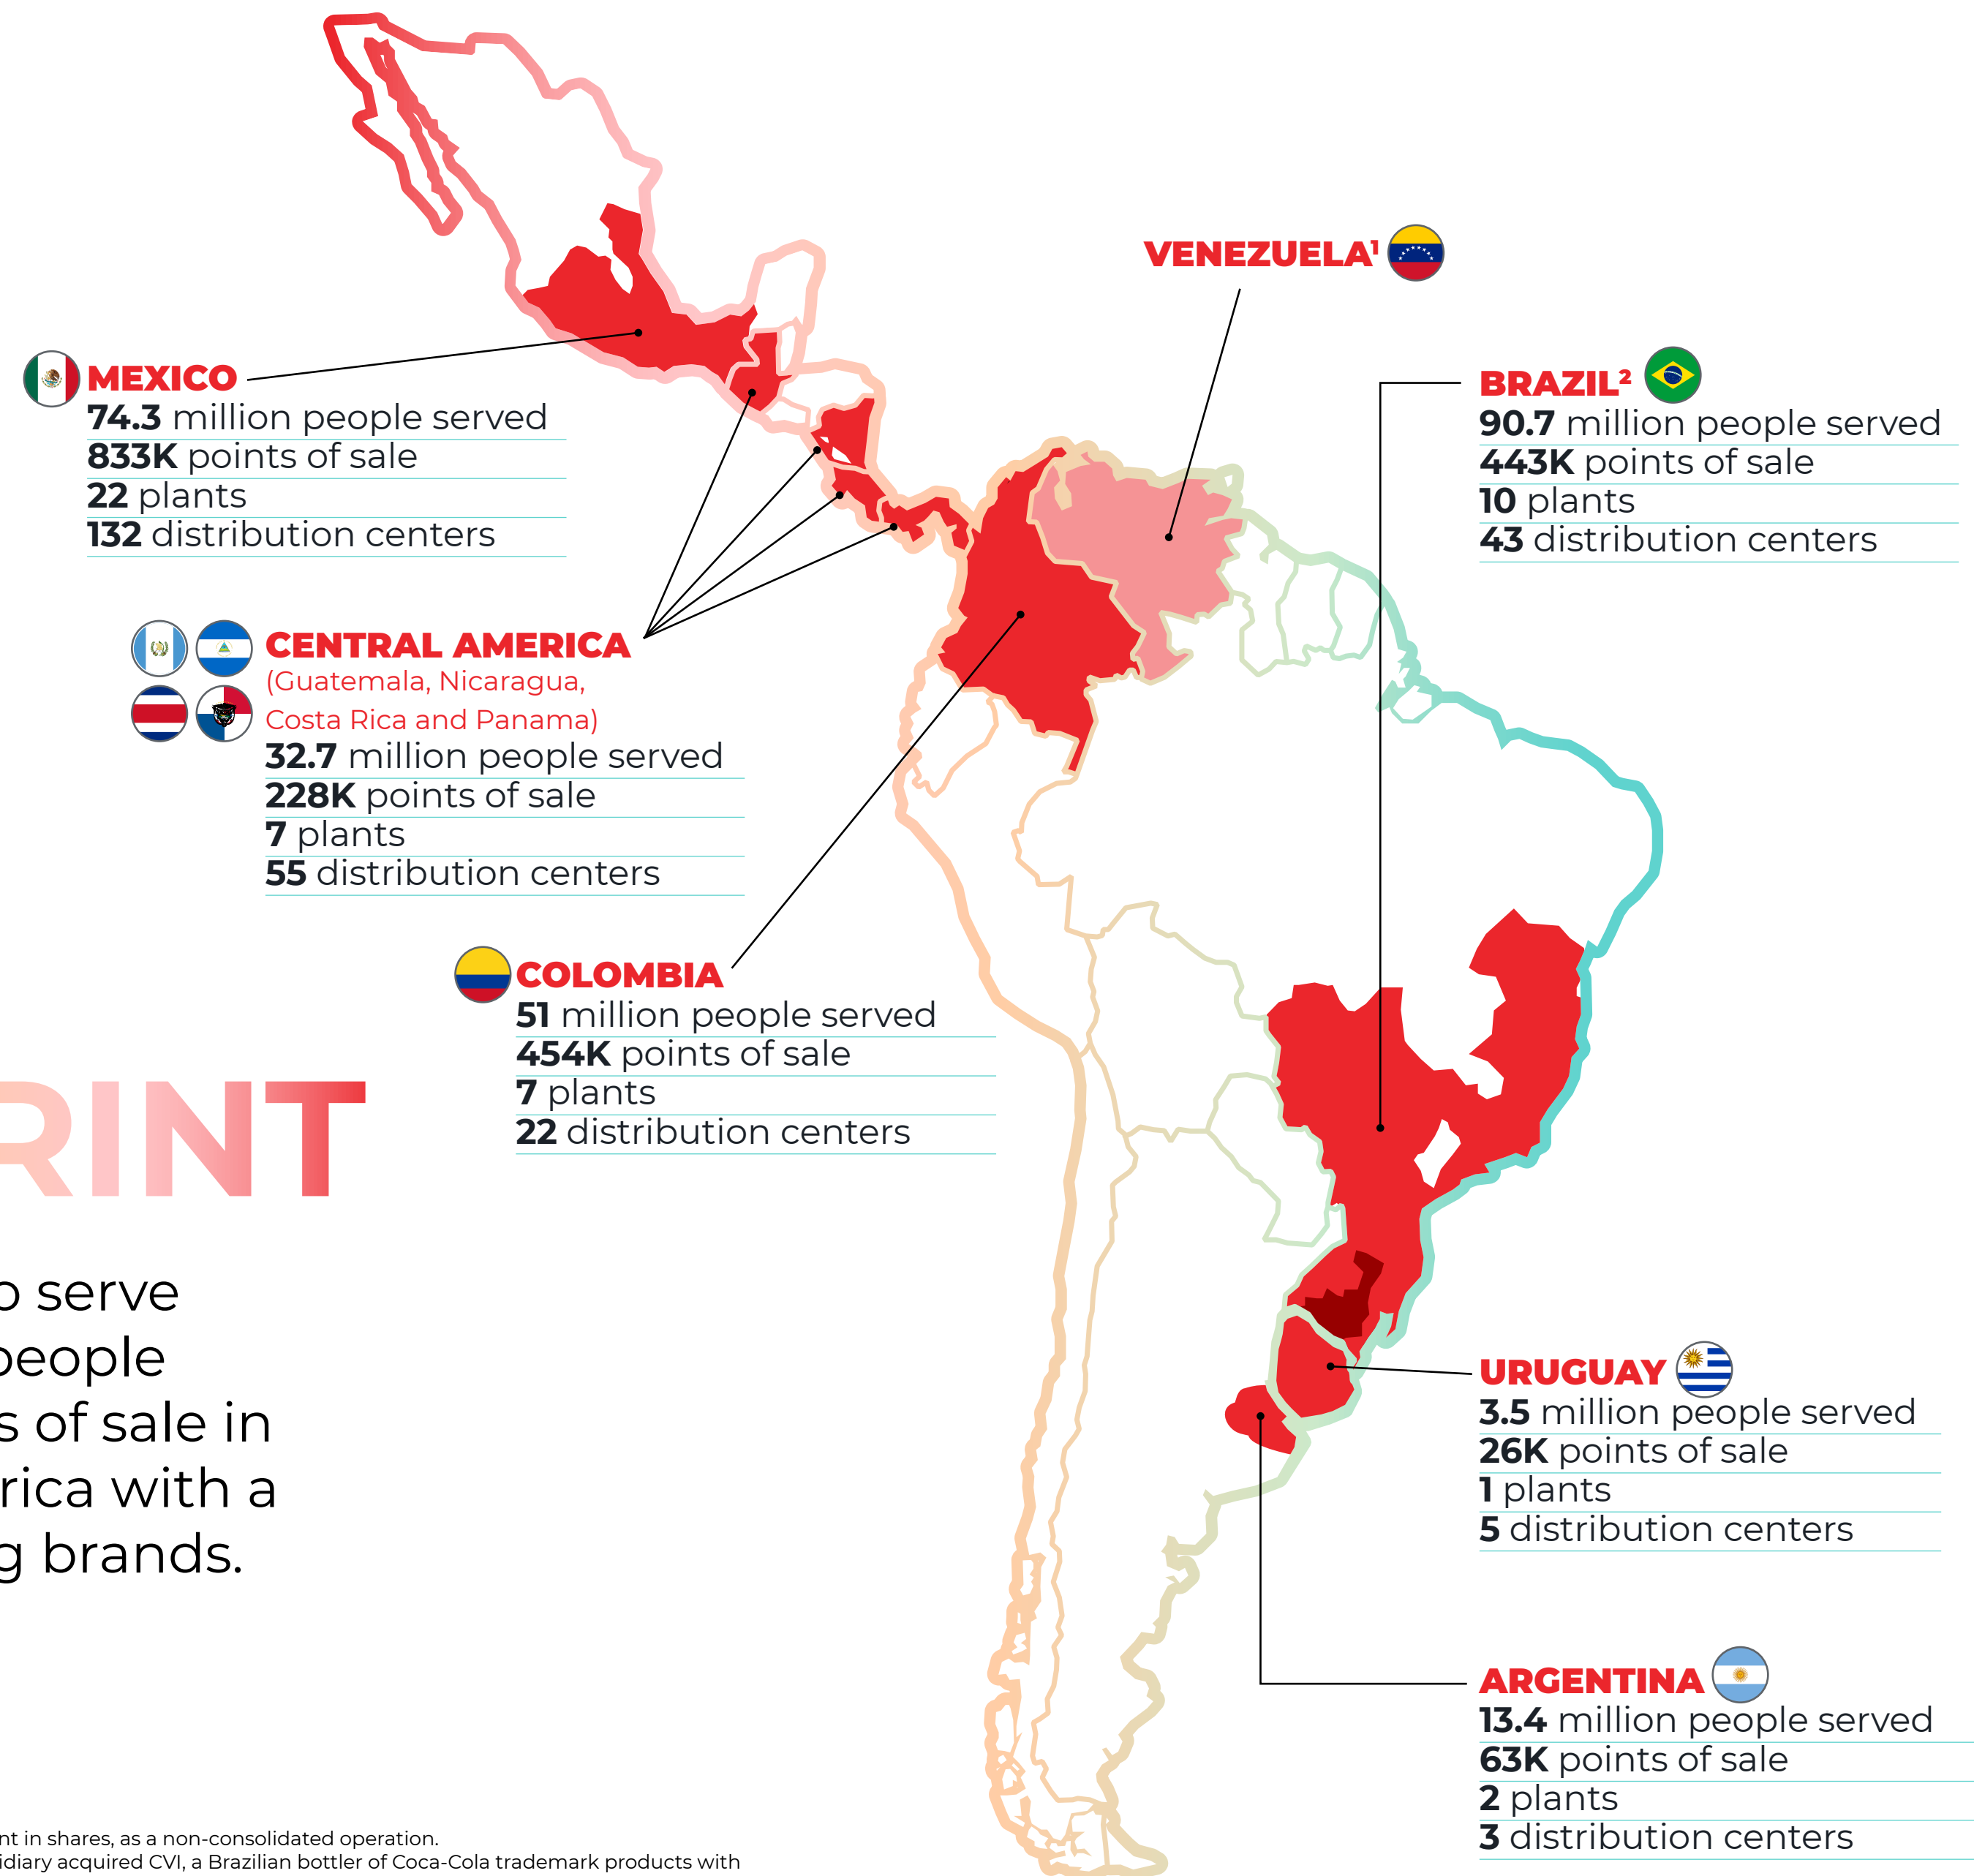 VENEZUELA¹
MEXICO
74.3 million people served
833K points of sale
22 plants
132 distribution centers
BRAZIL²
90.7 million people served
443K points of sale
10 plants
43 distribution centers
CENTRAL AMERICA
(Guatemala, Nicaragua,
Costa Rica and Panama)
32.7 million people served
228K points of sale
7 plants
55 distribution centers
COLOMBIA
51 million people served
454K points of sale
7 plants
22 distribution centers
RINT
serve
people
of sale in
with a
brands.
URUGUAY
3.5 million people served
26K points of sale
1 plants
5 distribution centers
ARGENTINA
13.4 million people served
63K points of sale
2 plants
3 distribution centers
in shares, as a non-consolidated operation.
acquired CVI, a Brazilian bottler of Coca-Cola trademark products with